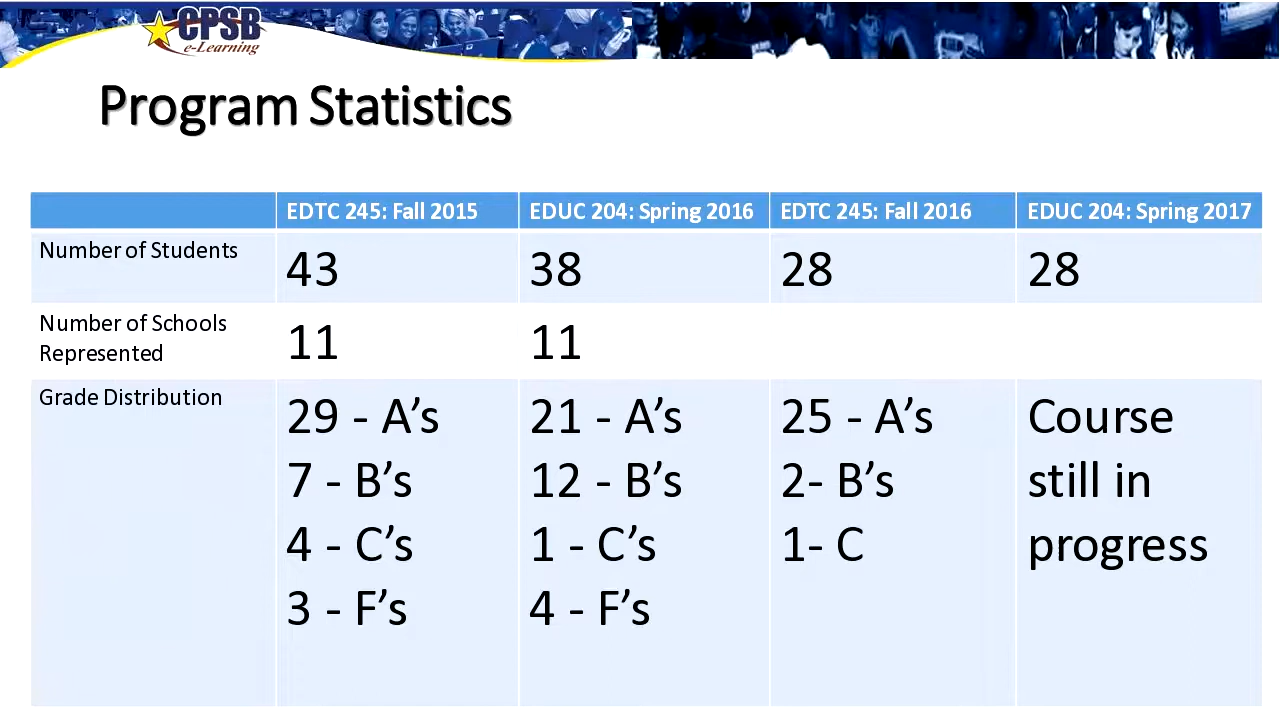 CPSB
e-Learning
Program Statistics
EDTC 245: Fall 2015 EDUC 204: Spring 2016 EDTC 245: Fall 2016 EDUC 204: Spring 2017
Number of Students 43 38 28 28
Number of Schools
Represented 11 11
Grade Distribution
29 - A’s 21 - A’s 25 - A’s Course
7 - B’s 12 - B’s 2- B’s still in
4 - C’s 1 - C’s 1- C progress
3 - F’s 4 - F’s